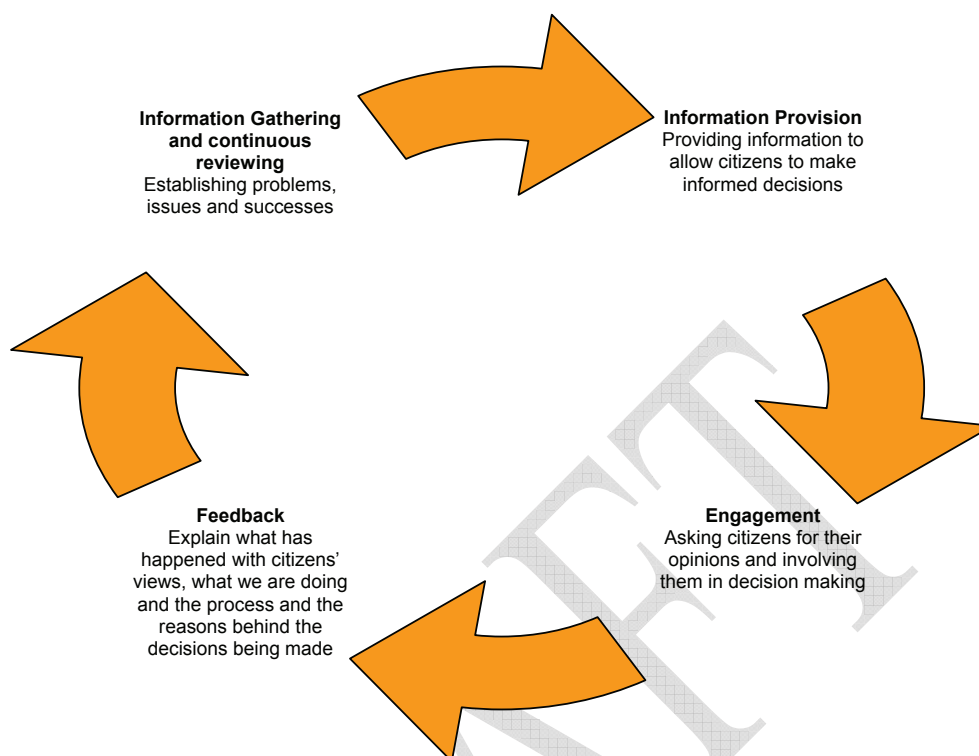 Information Gathering
and continuous
reviewing
Establishing problems,
issues and successes
Information Provision
Providing information to
allow citizens to make
informed decisions
Engagement
Asking citizens for their
opinions and involving
them in decision making
Feedback
Explain what has
happened with citizens’
views, what we are doing
and the process and the
reasons behind the
decisions being made